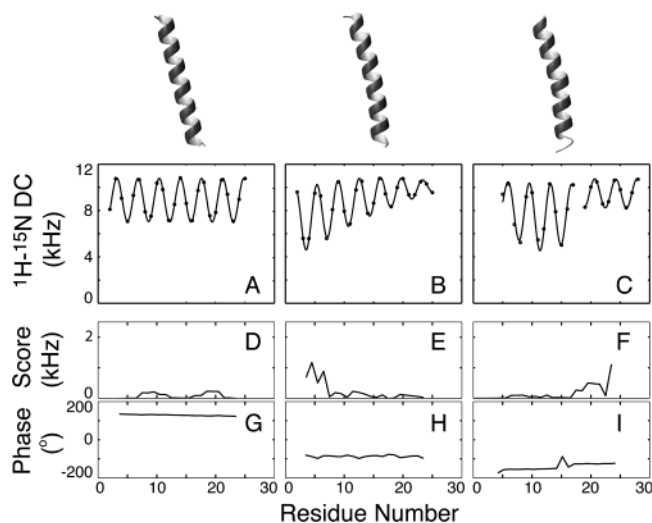 12
8
4
0
¹H-¹⁵N DC
(kHz)
A
B
C
2
0
Score
(kHz)
D
E
F
200
0
-200
Phase
(°)
G
H
I
0 10 20 30
0 10 20 30
0 10 20 30
Residue Number